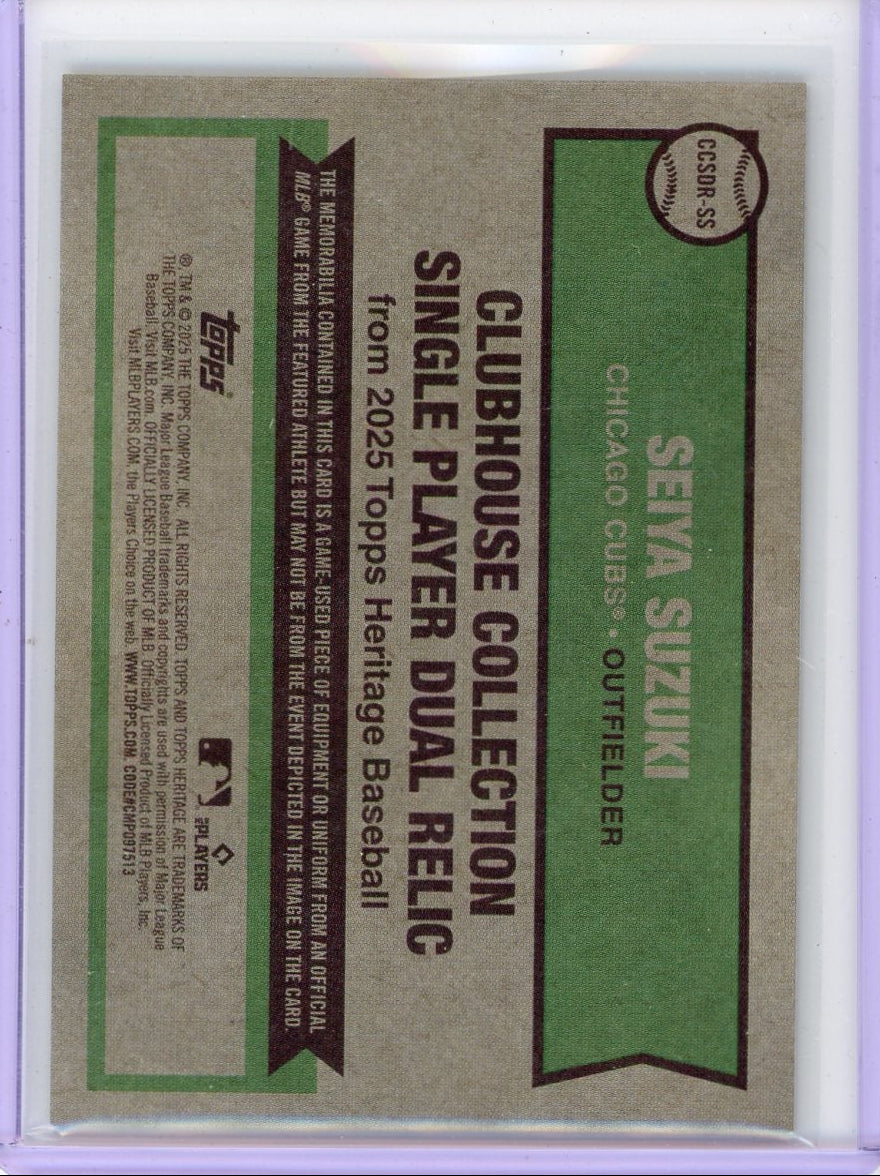 CCSDR-SS
SEIYA SUZUKI
CHICAGO CUBS® • OUTFIELDER
CLUBHOUSE COLLECTION
SINGLE PLAYER DUAL RELIC
from 2025 Topps Heritage Baseball
THE MEMORABILIA CONTAINED IN THIS CARD IS A GAME-USED PIECE OF EQUIPMENT OR UNIFORM FROM AN OFFICIAL
MLB® GAME FROM THE FEATURED ATHLETE BUT MAY NOT BE FROM THE EVENT DEPICTED IN THE IMAGE ON THE CARD.
topps
MLB PLAYERS
® TM & © 2025 THE TOPPS COMPANY, INC. ALL RIGHTS RESERVED. TOPPS AND TOPPS HERITAGE ARE TRADEMARKS OF
THE TOPPS COMPANY, INC. Major League Baseball trademarks and copyrights are used with permission of Major League
Baseball. Visit MLB.com. OFFICIALLY LICENSED PRODUCT OF MLB Officially Licensed Product of MLB Players, Inc.
Visit MLBPLAYERS.COM, the Players Choice on the web. WWW.TOPPS.COM. CODE#CMP097513